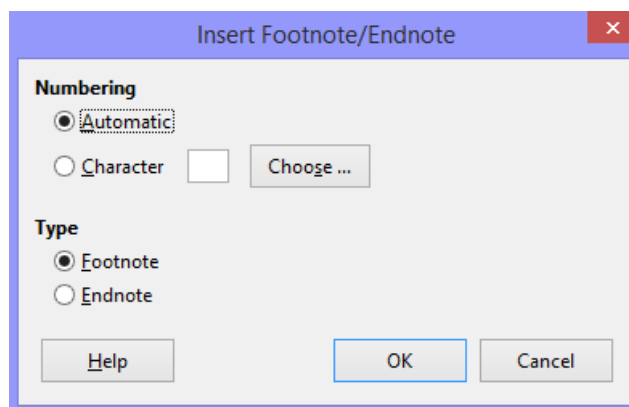 Insert Footnote/Endnote
Numbering
Automatic
Character Choose ...
Type
Footnote
Endnote
Help OK Cancel